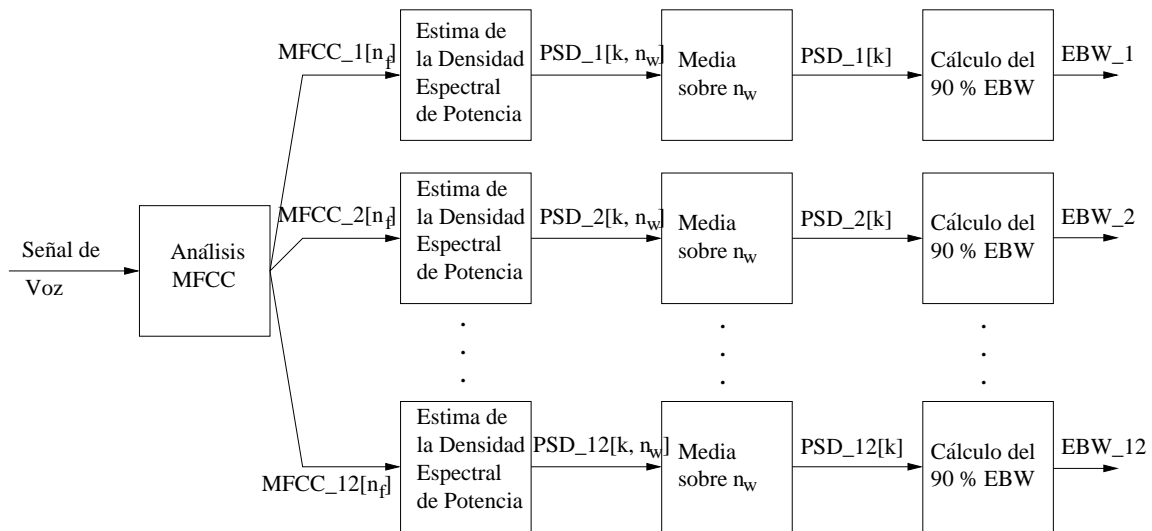 Señal de
Voz
Análisis
MFCC
MFCC_1[n_f]
Estima de
la Densidad
Espectral
de Potencia
PSD_1[k, n_w]
Media
sobre n_w
PSD_1[k]
Cálculo del
90 % EBW
EBW_1
MFCC_2[n_f]
Estima de
la Densidad
Espectral
de Potencia
PSD_2[k, n_w]
Media
sobre n_w
PSD_2[k]
Cálculo del
90 % EBW
EBW_2
MFCC_12[n_f]
Estima de
la Densidad
Espectral
de Potencia
PSD_12[k, n_w]
Media
sobre n_w
PSD_12[k]
Cálculo del
90 % EBW
EBW_12